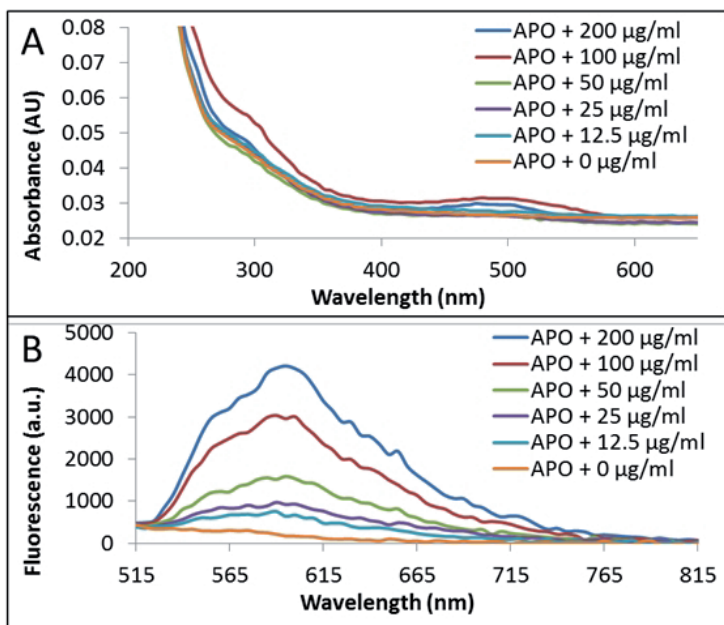 A
APO + 200 µg/ml
APO + 100 µg/ml
APO + 50 µg/ml
APO + 25 µg/ml
APO + 12.5 µg/ml
APO + 0 µg/ml
Absorbance (AU)
0.08
0.07
0.06
0.05
0.04
0.03
0.02
200 300 400 500 600
Wavelength (nm)
B
APO + 200 µg/ml
APO + 100 µg/ml
APO + 50 µg/ml
APO + 25 µg/ml
APO + 12.5 µg/ml
APO + 0 µg/ml
Fluorescence (a.u.)
5000
4000
3000
2000
1000
0
515 565 615 665 715 765 815
Wavelength (nm)